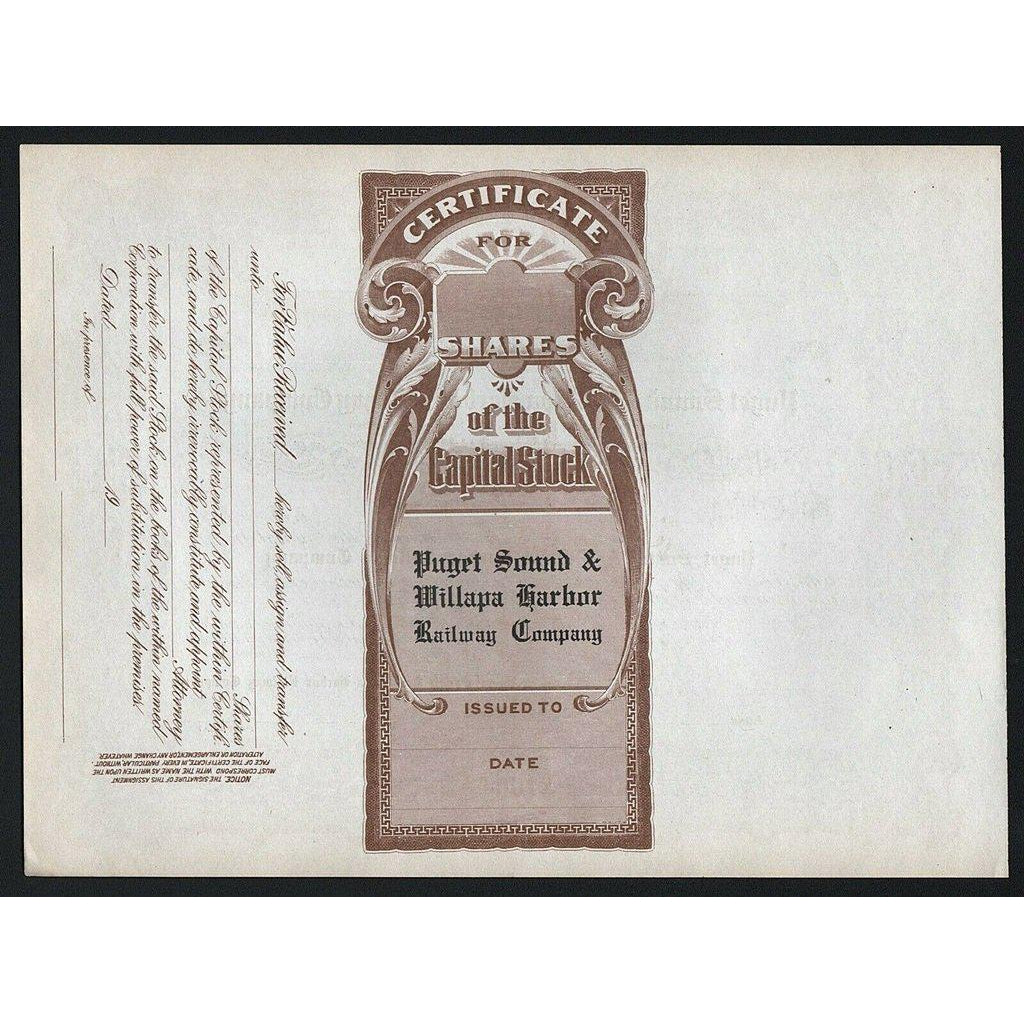 CERTIFICATE
FOR
SHARES
of the
Capital Stock
Puget Sound &
Willapa Harbor
Railway Company
ISSUED TO
DATE
For Value Received hereby sell, assign and transfer
unto
Shares
of the Capital Stock represented by the within Certifi-
cate, and do hereby irrevocably constitute and appoint
Attorney
to transfer the said Stock on the books of the within named
Corporation with full power of substitution in the premises.
Dated 19
In presence of
NOTICE. THE SIGNATURE OF THIS ASSIGNMENT
MUST CORRESPOND WITH THE NAME AS WRITTEN UPON THE
FACE OF THE CERTIFICATE, IN EVERY PARTICULAR, WITHOUT
ALTERATION OR ENLARGEMENT, OR ANY CHANGE WHATEVER.